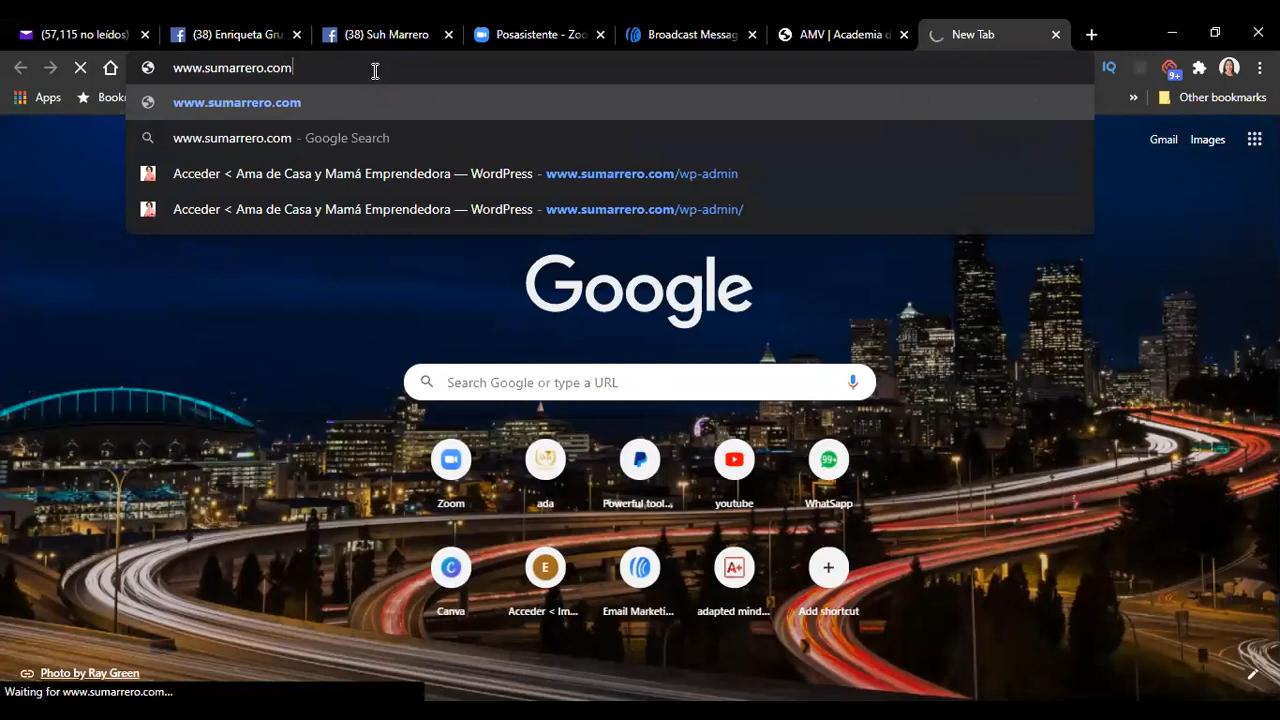 (57,115 no leídos)
(38) Enriqueta Gru
(38) Suh Marrero
Posasistente - Zoo
Broadcast Messag
AMV | Academia d
New Tab
www.sumarrero.com
IQ
9+
Apps
Bookn
Other bookmarks
www.sumarrero.com
www.sumarrero.com - Google Search
Acceder < Ama de Casa y Mamá Emprendedora — WordPress - www.sumarrero.com/wp-admin
Acceder < Ama de Casa y Mamá Emprendedora — WordPress - www.sumarrero.com/wp-admin/
Gmail
Images
Google
Search Google or type a URL
99+
Zoom
ada
Powerful tool...
youtube
WhatSapp
C
E
A+
Canva
Acceder < Im...
Email Marketi...
adapted mind...
Add shortcut
Photo by Ray Green
Waiting for www.sumarrero.com...